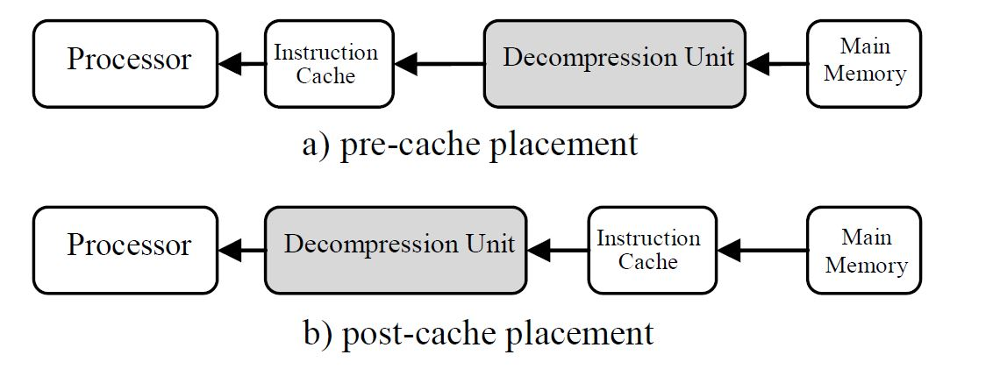 Processor
Instruction
Cache
Decompression Unit
Main
Memory
a) pre-cache placement
Processor
Decompression Unit
Instruction
Cache
Main
Memory
b) post-cache placement